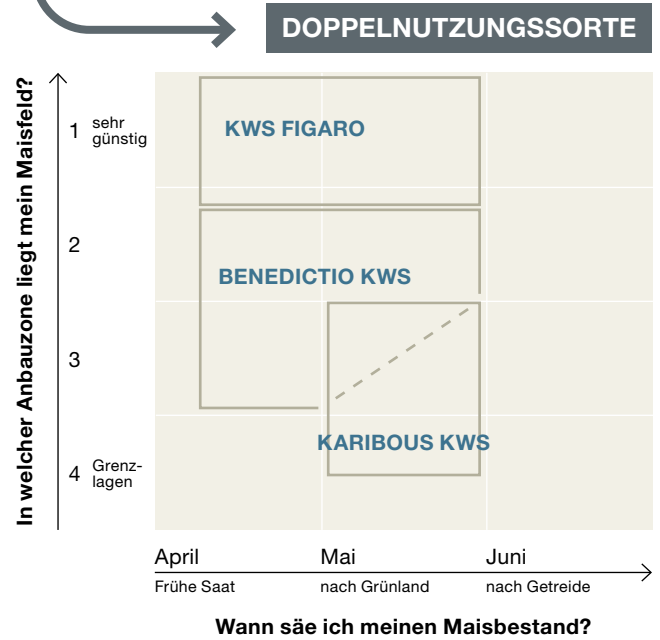 DOPPELNUTZUNGSSORTE
In welcher Anbauzone liegt mein Maisfeld?
1 sehr
günstig
KWS FIGARO
2
BENEDICTIO KWS
3
KARIBOUS KWS
4 Grenz-
lagen
April Mai Juni
Frühe Saat nach Grünland nach Getreide
Wann säe ich meinen Maisbestand?